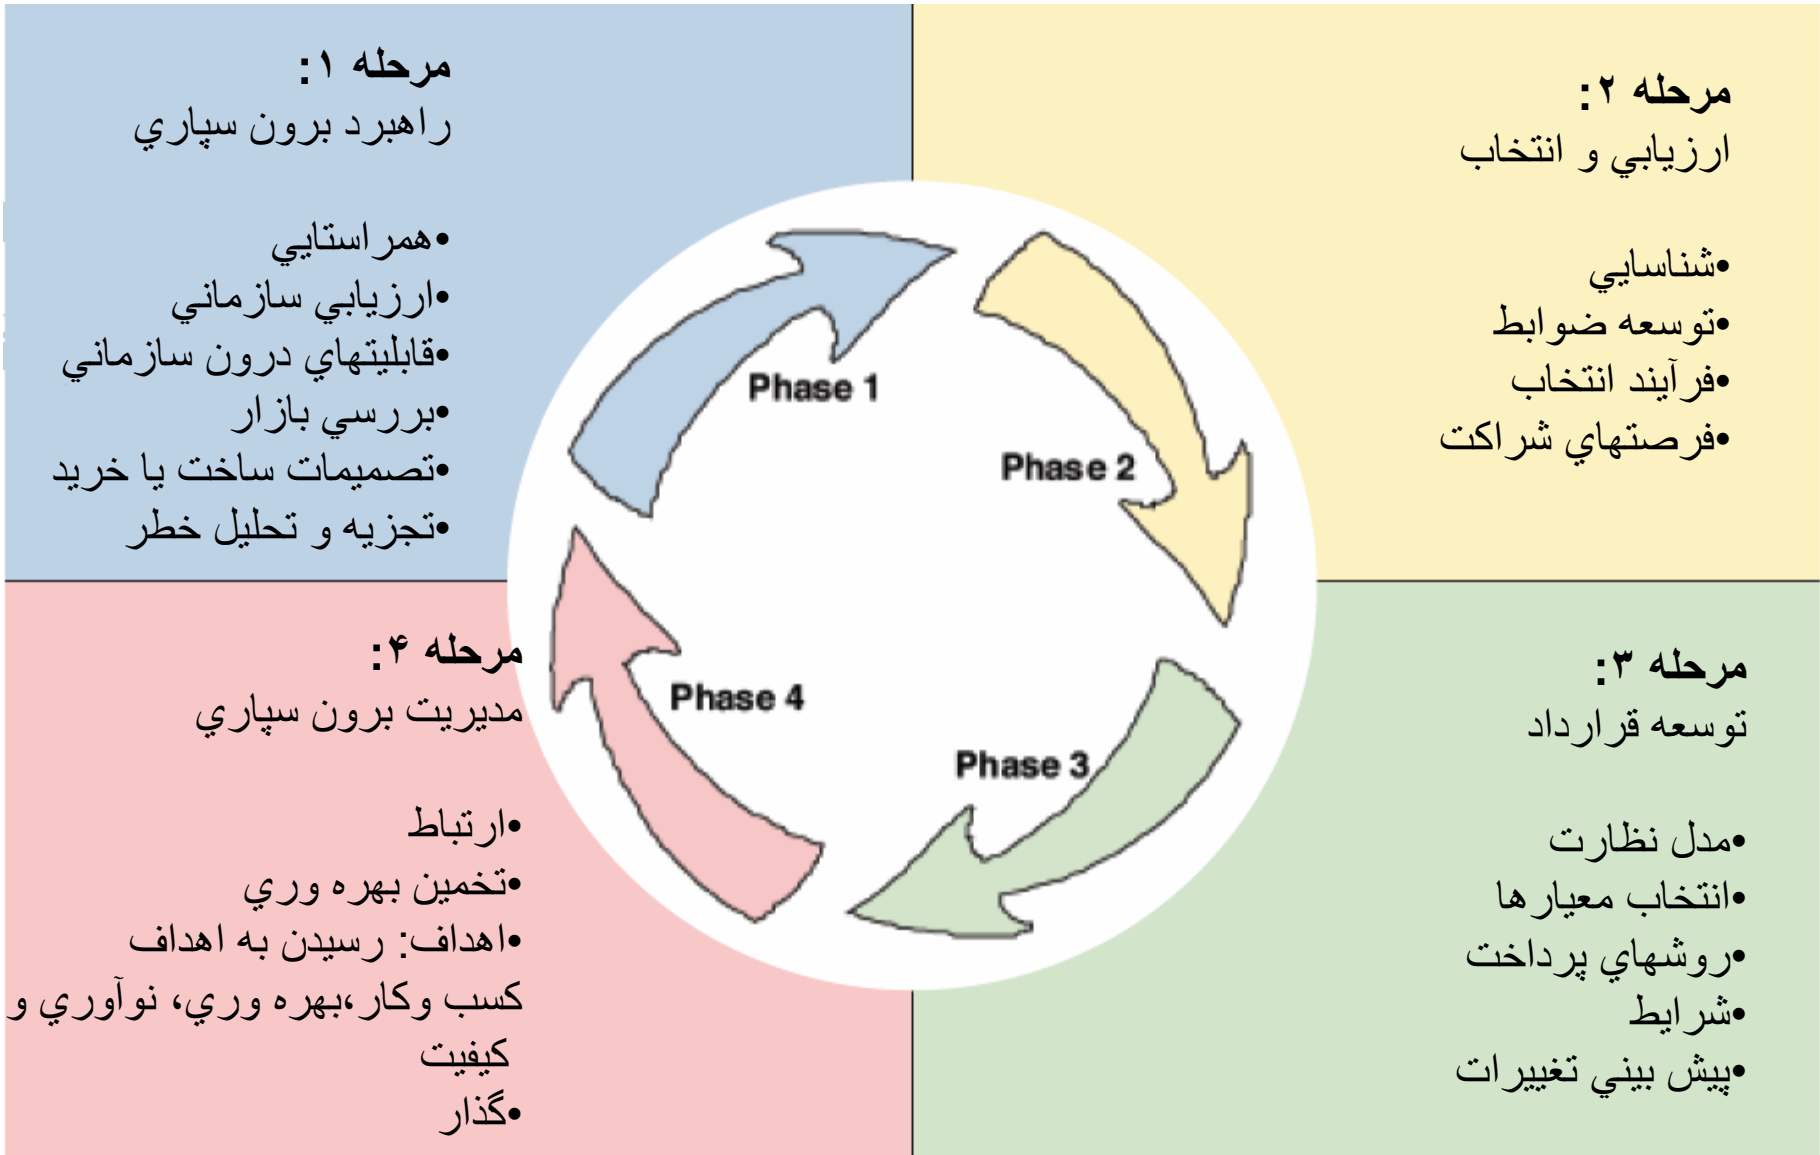 مرحله ۱:
راهبرد برون سپاري
•همراستايي
•ارزيابي سازماني
•قابليتهاي درون سازماني
•بررسي بازار
•تصميمات ساخت يا خريد
•تجزيه و تحليل خطر
مرحله ۲:
ارزيابي و انتخاب
•شناسايي
•توسعه ضوابط
•فرآيند انتخاب
•فرصتهاي شراكت
مرحله ۳:
توسعه قرارداد
•مدل نظارت
•انتخاب معيارها
•روشهاي پرداخت
•شرايط
•پيش بيني تغييرات
مرحله ۴:
مديريت برون سپاري
•ارتباط
•تخمين بهره وري
•اهداف: رسيدن به اهداف
كسب وكار،بهره وري، نوآوري و
كيفيت
•گذار
Phase 1
Phase 2
Phase 3
Phase 4